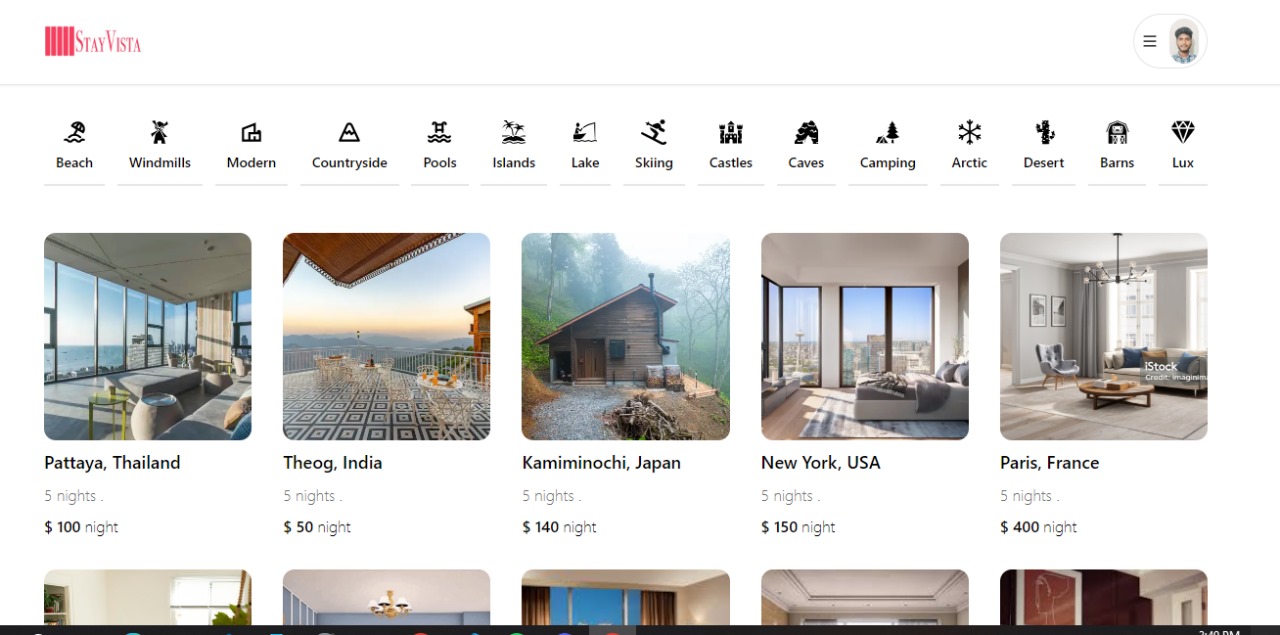 STAYVISTA
Beach Windmills Modern Countryside Pools Islands Lake Skiing Castles Caves Camping Arctic Desert Barns Lux
iStock
Credit: imaginima
Pattaya, Thailand Theog, India Kamiminochi, Japan New York, USA Paris, France
5 nights . 5 nights . 5 nights . 5 nights . 5 nights .
$ 100 night $ 50 night $ 140 night $ 150 night $ 400 night